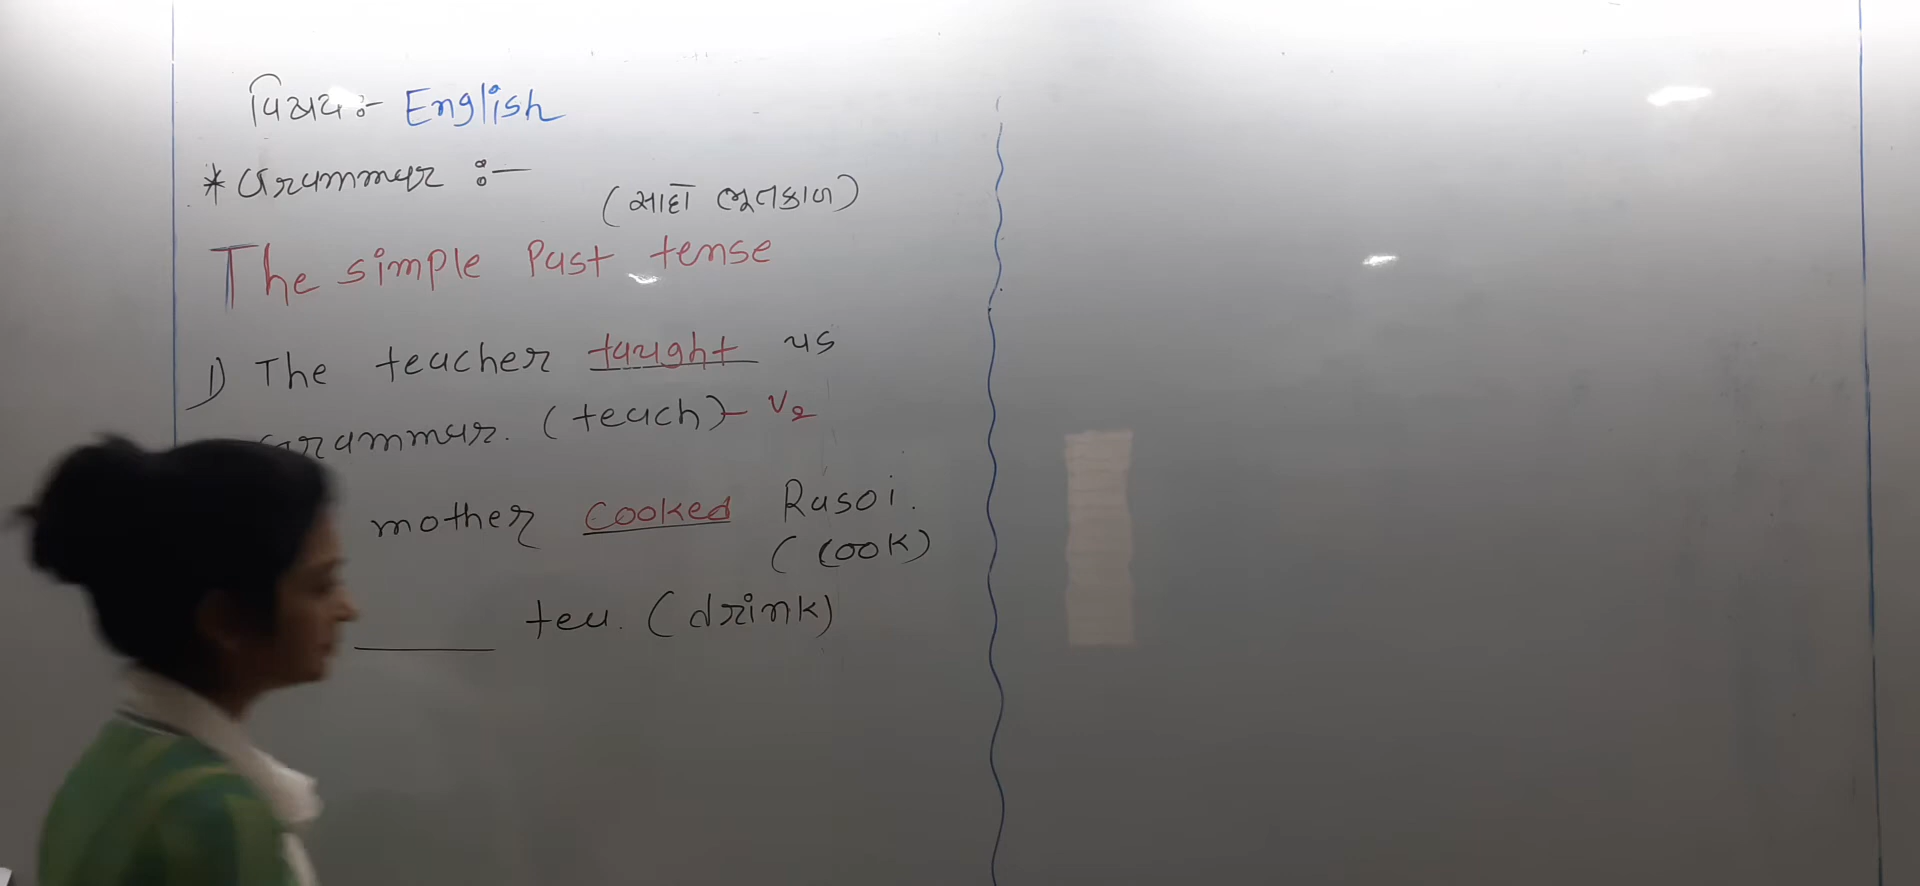 વિષય :- English
* Grammar :-
(સાદો ભૂતકાળ)
The simple Past tense
1) The teacher taught us
Grammar. (teach) - V2
mother cooked Rasoi.
(cook)
______ tea. (drink)